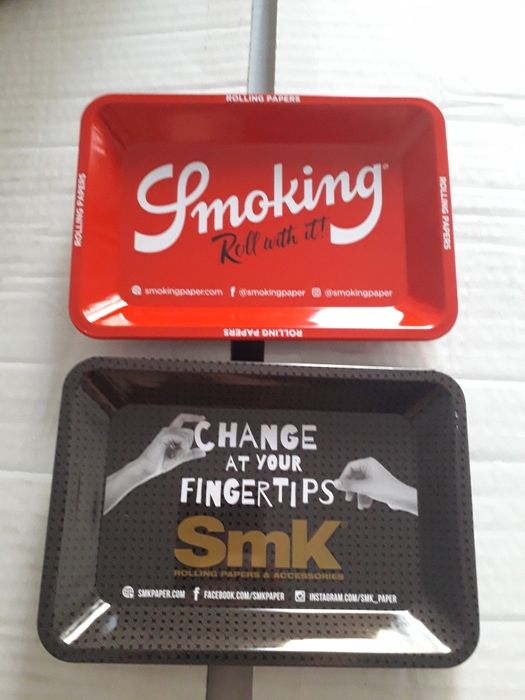 ROLLING PAPERS
ROLLING PAPERS
ROLLING PAPERS
Smoking®
Roll with it!
smokingpaper.com f @smokingpaper @smokingpaper
ROLLING PAPERS
CHANGE
AT YOUR
FINGERTIPS
SmK
ROLLING PAPERS & ACCESSORIES
SMKPAPER.COM f FACEBOOK.COM/SMKPAPER INSTAGRAM.COM/SMK_PAPER